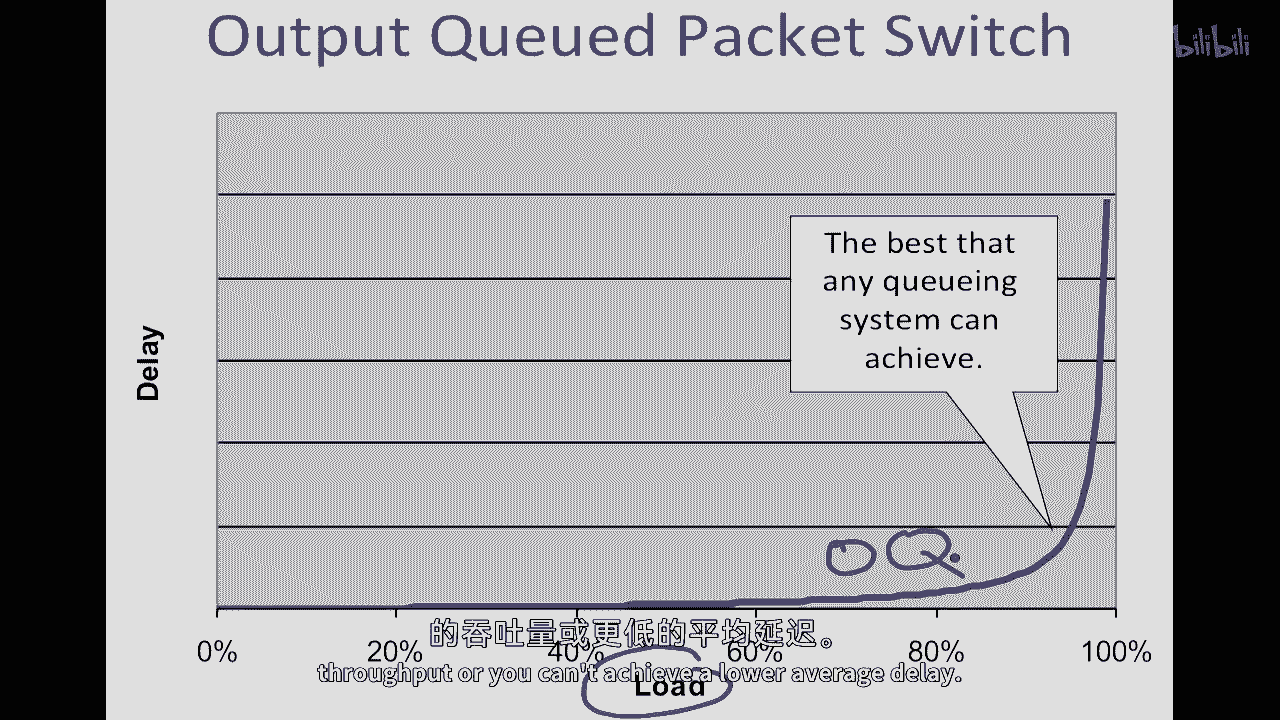 Output Queued Packet Switch
bilibili
The best that
any queueing
system can
achieve.
Delay
OQ.
0%
20%
40%
60%
80%
100%
的吞吐量或更低的平均延迟。
throughput or you can't achieve a lower average delay.
Load